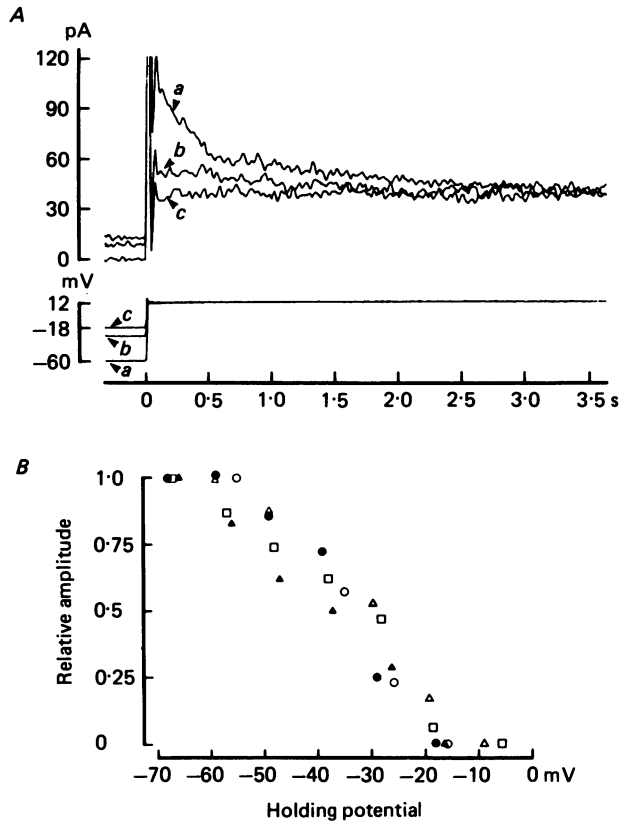 A
pA
120
90
60
30
0
a
b
c
mV
12
−18
−60
c
b
a
0 0·5 1·0 1·5 2·0 2·5 3·0 3·5 s
B
1·0
0·75
0·5
0·25
0
Relative amplitude
−70 −60 −50 −40 −30 −20 −10 0 mV
Holding potential